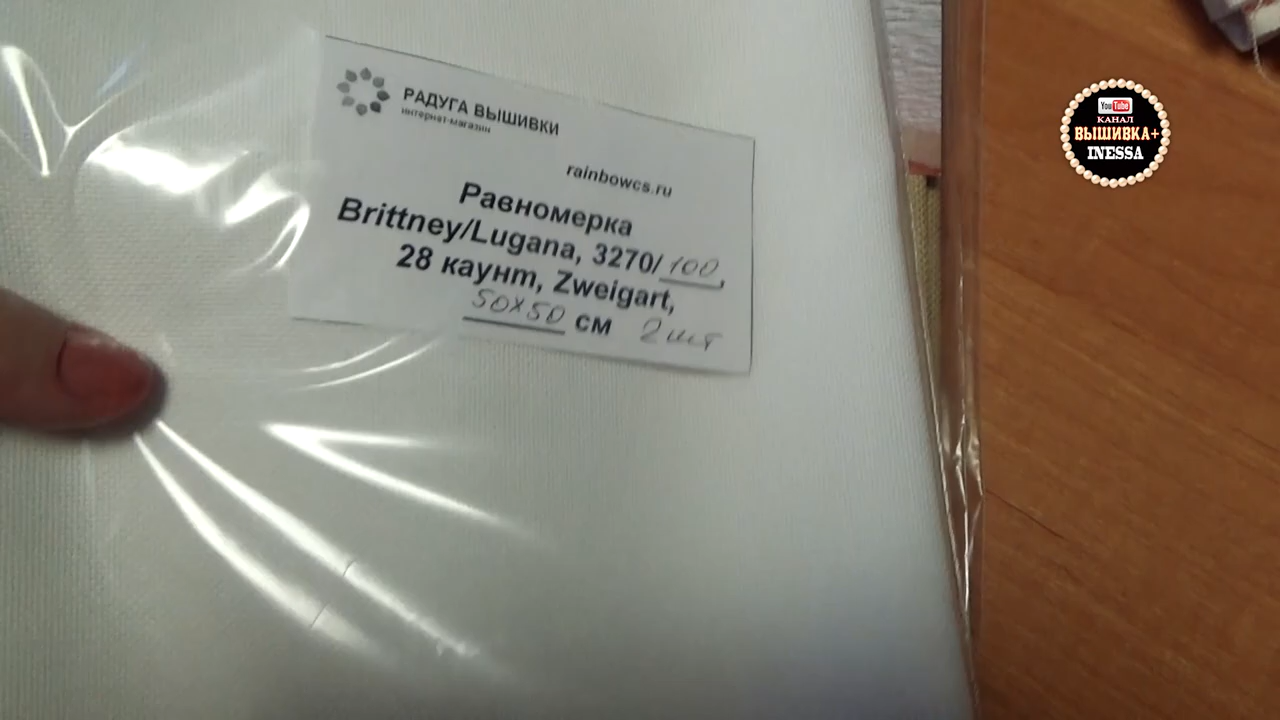 РАДУГА ВЫШИВКИ
интернет-магазин
rainbowcs.ru
Равномерка
Brittney/Lugana, 3270/100,
28 каунт, Zweigart,
50х50 см 2 шт
YouTube
КАНАЛ
ВЫШИВКА+
INESSA